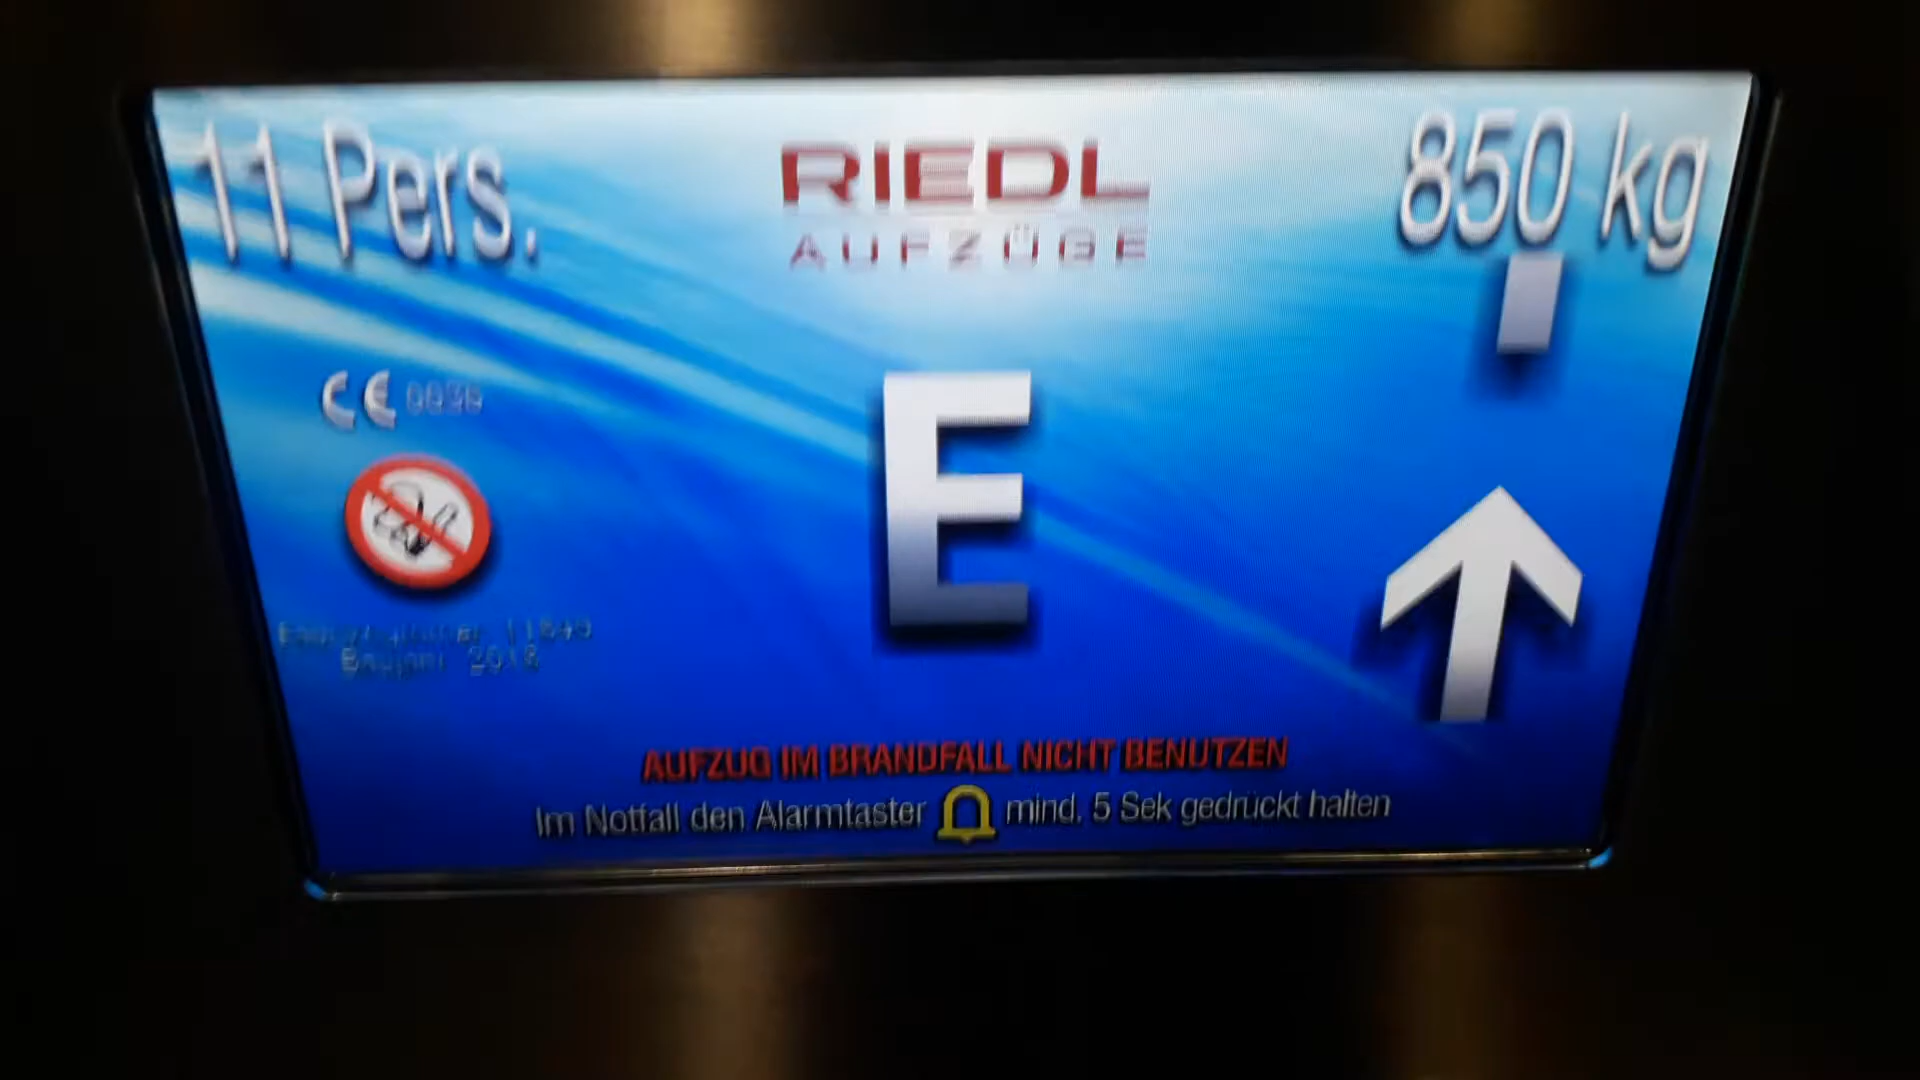 11 Pers.
RIEDL
AUFZÜGE
850 kg
CE
E
Baujahr 2018
AUFZUG IM BRANDFALL NICHT BENUTZEN
Im Notfall den Alarmtaster mind. 5 Sek gedrückt halten